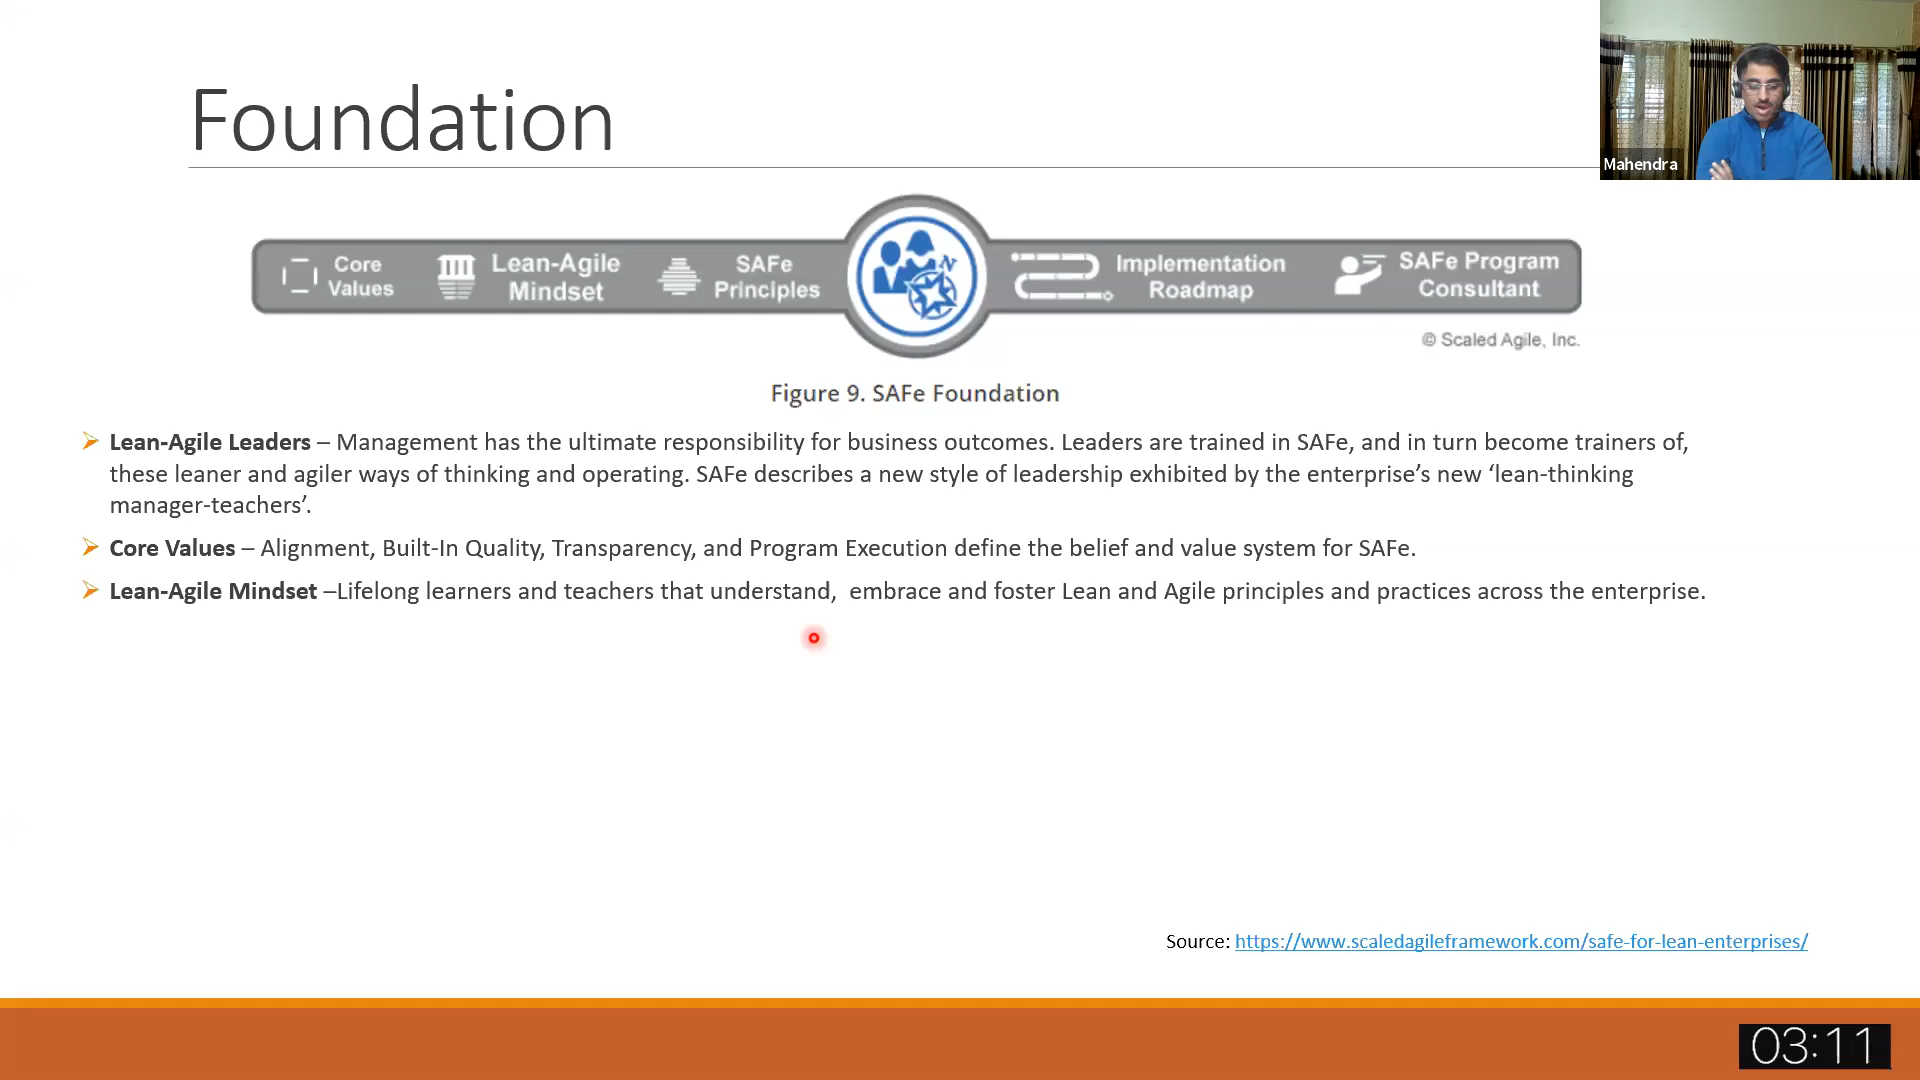 Foundation
Mahendra
Core Values
Lean-Agile Mindset
SAFe Principles
N
Implementation Roadmap
SAFe Program Consultant
© Scaled Agile, Inc.
Figure 9. SAFe Foundation
Lean-Agile Leaders – Management has the ultimate responsibility for business outcomes. Leaders are trained in SAFe, and in turn become trainers of,
these leaner and agiler ways of thinking and operating. SAFe describes a new style of leadership exhibited by the enterprise’s new ‘lean-thinking
manager-teachers’.
Core Values – Alignment, Built-In Quality, Transparency, and Program Execution define the belief and value system for SAFe.
Lean-Agile Mindset –Lifelong learners and teachers that understand,  embrace and foster Lean and Agile principles and practices across the enterprise.
Source: https://www.scaledagileframework.com/safe-for-lean-enterprises/
03:11